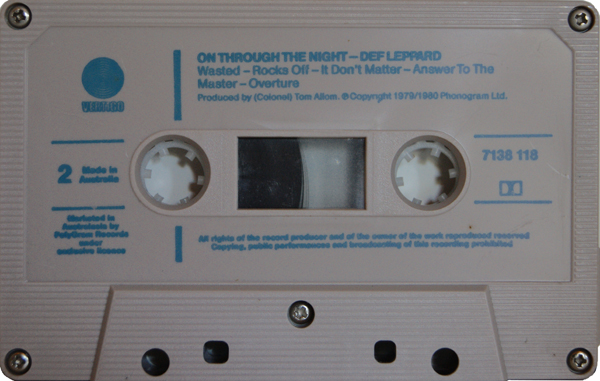 ON THROUGH THE NIGHT – DEF LEPPARD
Wasted – Rocks Off – It Don't Matter – Answer To The
Master – Overture
Produced by (Colonel) Tom Allom. ℗ Copyright 1979/1980 Phonogram Ltd.
VERTIGO
2
Made in
Australia
7138 118
Marketed in
Australasia by
PolyGram Records
under
exclusive licence
All rights of the record producer and of the owner of the work reproduced reserved
Copying, public performances and broadcasting of this recording prohibited